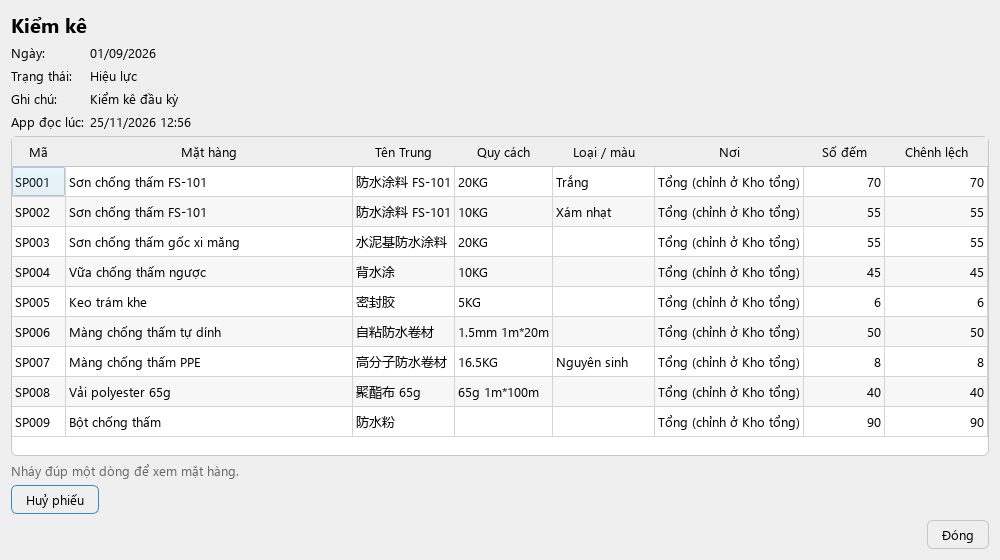 Kiểm kê
Ngày: 01/09/2026
Trạng thái: Hiệu lực
Ghi chú: Kiểm kê đầu kỳ
App đọc lúc: 25/11/2026 12:56
Mã Mặt hàng Tên Trung Quy cách Loại / màu Nơi Số đếm Chênh lệch
SP001 Sơn chống thấm FS-101 防水涂料 FS-101 20KG Trắng Tổng (chỉnh ở Kho tổng) 70 70
SP002 Sơn chống thấm FS-101 防水涂料 FS-101 10KG Xám nhạt Tổng (chỉnh ở Kho tổng) 55 55
SP003 Sơn chống thấm gốc xi măng 水泥基防水涂料 20KG Tổng (chỉnh ở Kho tổng) 55 55
SP004 Vữa chống thấm ngược 背水涂 10KG Tổng (chỉnh ở Kho tổng) 45 45
SP005 Keo trám khe 密封胶 5KG Tổng (chỉnh ở Kho tổng) 6 6
SP006 Màng chống thấm tự dính 自粘防水卷材 1.5mm 1m*20m Tổng (chỉnh ở Kho tổng) 50 50
SP007 Màng chống thấm PPE 高分子防水卷材 16.5KG Nguyên sinh Tổng (chỉnh ở Kho tổng) 8 8
SP008 Vải polyester 65g 聚酯布 65g 65g 1m*100m Tổng (chỉnh ở Kho tổng) 40 40
SP009 Bột chống thấm 防水粉 Tổng (chỉnh ở Kho tổng) 90 90
Nháy đúp một dòng để xem mặt hàng.
Huỷ phiếu
Đóng